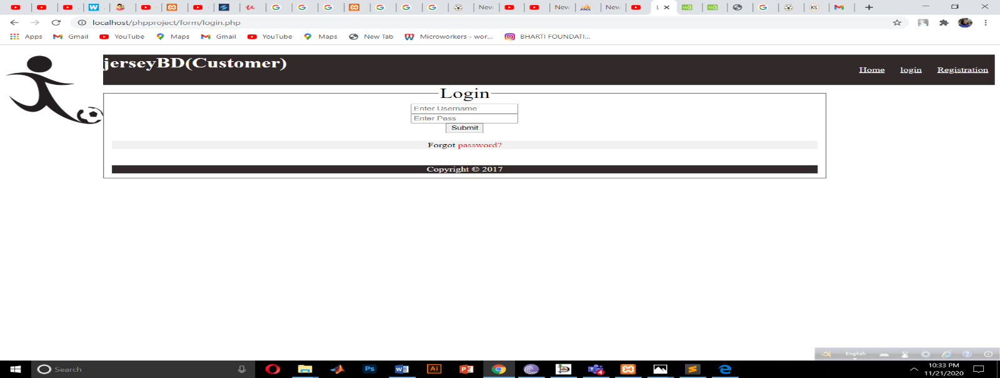 New
New
New
L
localhost/phpproject/form/login.php
Apps Gmail YouTube Maps Gmail YouTube Maps New Tab Microworkers - wor... BHARTI FOUNDATI...
jerseyBD(Customer)
Home login Registration
Login
Enter Username
Enter Pass
Submit
Forgot password?
Copyright © 2017
English
Search
10:33 PM
11/21/2020